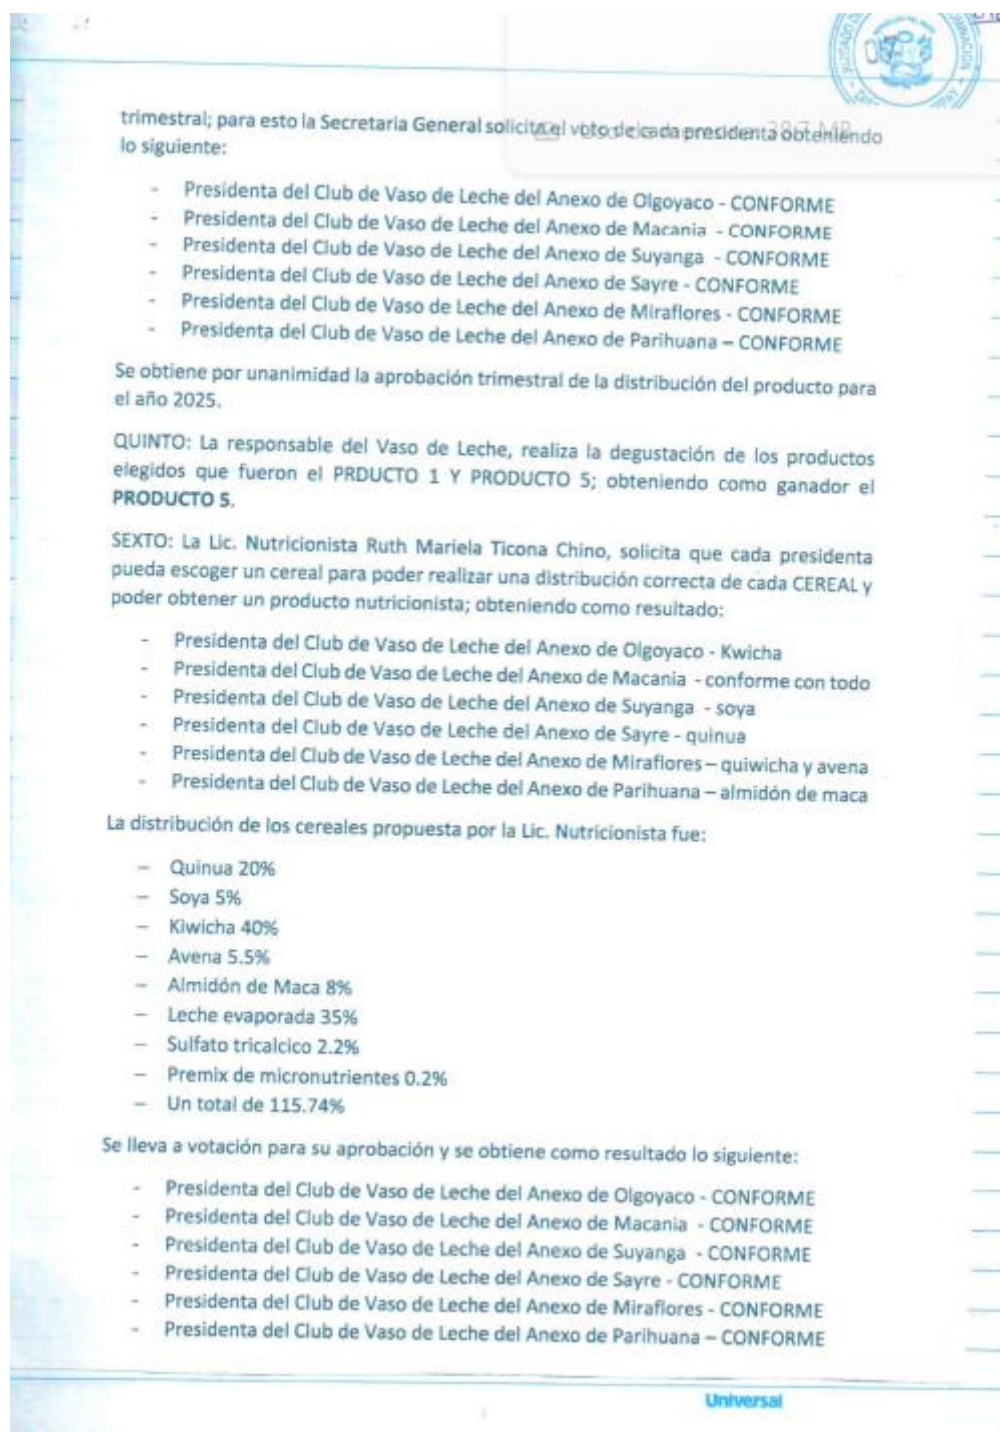 trimestral; para esto la Secretaria General solicita el voto de cada presidenta obteniendo
lo siguiente:
- Presidenta del Club de Vaso de Leche del Anexo de Olgoyaco - CONFORME
- Presidenta del Club de Vaso de Leche del Anexo de Macania - CONFORME
- Presidenta del Club de Vaso de Leche del Anexo de Suyanga - CONFORME
- Presidenta del Club de Vaso de Leche del Anexo de Sayre - CONFORME
- Presidenta del Club de Vaso de Leche del Anexo de Miraflores - CONFORME
- Presidenta del Club de Vaso de Leche del Anexo de Parihuana – CONFORME
Se obtiene por unanimidad la aprobación trimestral de la distribución del producto para
el año 2025.
QUINTO: La responsable del Vaso de Leche, realiza la degustación de los productos
elegidos que fueron el PRDUCTO 1 Y PRODUCTO 5; obteniendo como ganador el
PRODUCTO 5.
SEXTO: La Lic. Nutricionista Ruth Mariela Ticona Chino, solicita que cada presidenta
pueda escoger un cereal para poder realizar una distribución correcta de cada CEREAL y
poder obtener un producto nutricionista; obteniendo como resultado:
- Presidenta del Club de Vaso de Leche del Anexo de Olgoyaco - Kwicha
- Presidenta del Club de Vaso de Leche del Anexo de Macania - conforme con todo
- Presidenta del Club de Vaso de Leche del Anexo de Suyanga - soya
- Presidenta del Club de Vaso de Leche del Anexo de Sayre - quinua
- Presidenta del Club de Vaso de Leche del Anexo de Miraflores – quiwicha y avena
- Presidenta del Club de Vaso de Leche del Anexo de Parihuana – almidón de maca
La distribución de los cereales propuesta por la Lic. Nutricionista fue:
– Quinua 20%
– Soya 5%
– Kiwicha 40%
– Avena 5.5%
– Almidón de Maca 8%
– Leche evaporada 35%
– Sulfato tricalcico 2.2%
– Premix de micronutrientes 0.2%
– Un total de 115.74%
Se lleva a votación para su aprobación y se obtiene como resultado lo siguiente:
- Presidenta del Club de Vaso de Leche del Anexo de Olgoyaco - CONFORME
- Presidenta del Club de Vaso de Leche del Anexo de Macania - CONFORME
- Presidenta del Club de Vaso de Leche del Anexo de Suyanga - CONFORME
- Presidenta del Club de Vaso de Leche del Anexo de Sayre - CONFORME
- Presidenta del Club de Vaso de Leche del Anexo de Miraflores - CONFORME
- Presidenta del Club de Vaso de Leche del Anexo de Parihuana – CONFORME
Universal